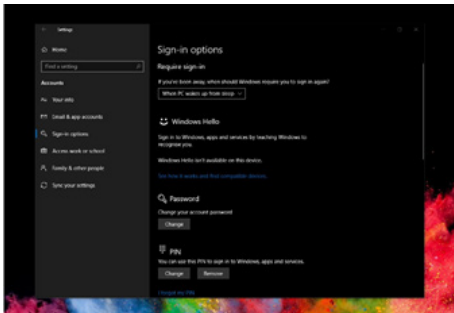 Settings
Home
Find a setting
Accounts
Your info
Email & app accounts
Sign-in options
Access work or school
Family & other people
Sync your settings
Sign-in options
Require sign-in
If you've been away, when should Windows require you to sign in again?
When PC wakes up from sleep
Windows Hello
Sign in to Windows, apps and services by teaching Windows to
recognise you.
Windows Hello isn't available on this device.
See how it works and find compatible devices.
Password
Change your account password
Change
PIN
You can use this PIN to sign in to Windows, apps and services.
Change Remove
I forgot my PIN